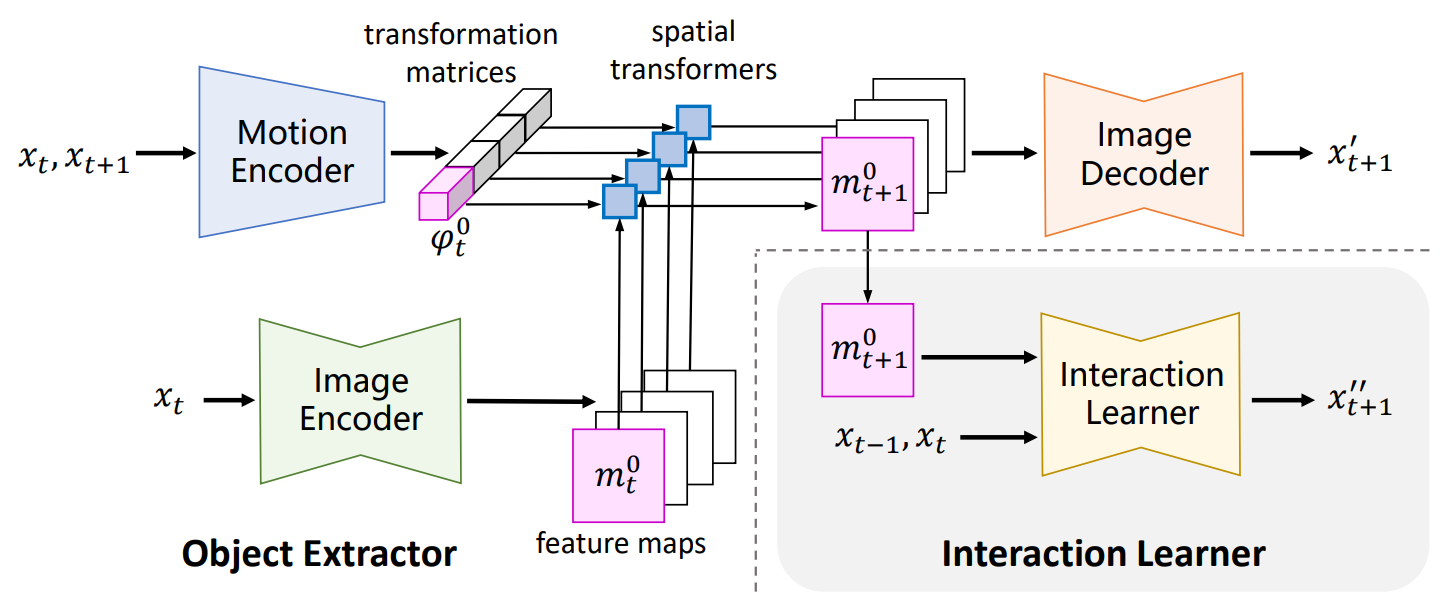 transformation
matrices
spatial
transformers
x_t, x_{t+1}
Motion
Encoder
φ_t^0
m_{t+1}^0
Image
Decoder
x'_{t+1}
x_t
Image
Encoder
m_t^0
feature maps
Object Extractor
m_{t+1}^0
x_{t−1}, x_t
Interaction
Learner
x''_{t+1}
Interaction Learner